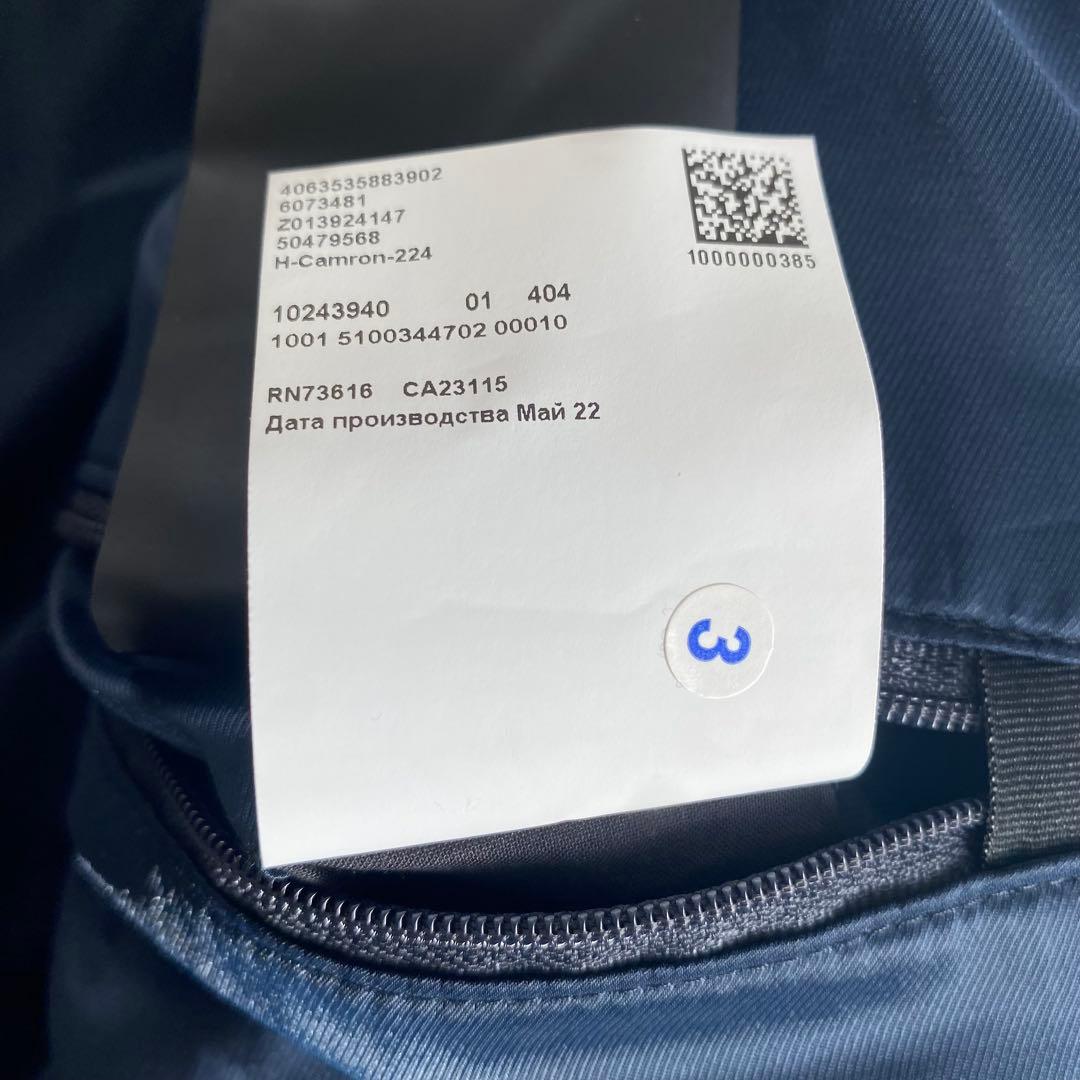 4063535883902
6073481
Z013924147
50479568
H-Camron-224
1000000385
10243940 01 404
1001 5100344702 00010
RN73616 CA23115
Дата производства Май 22
3